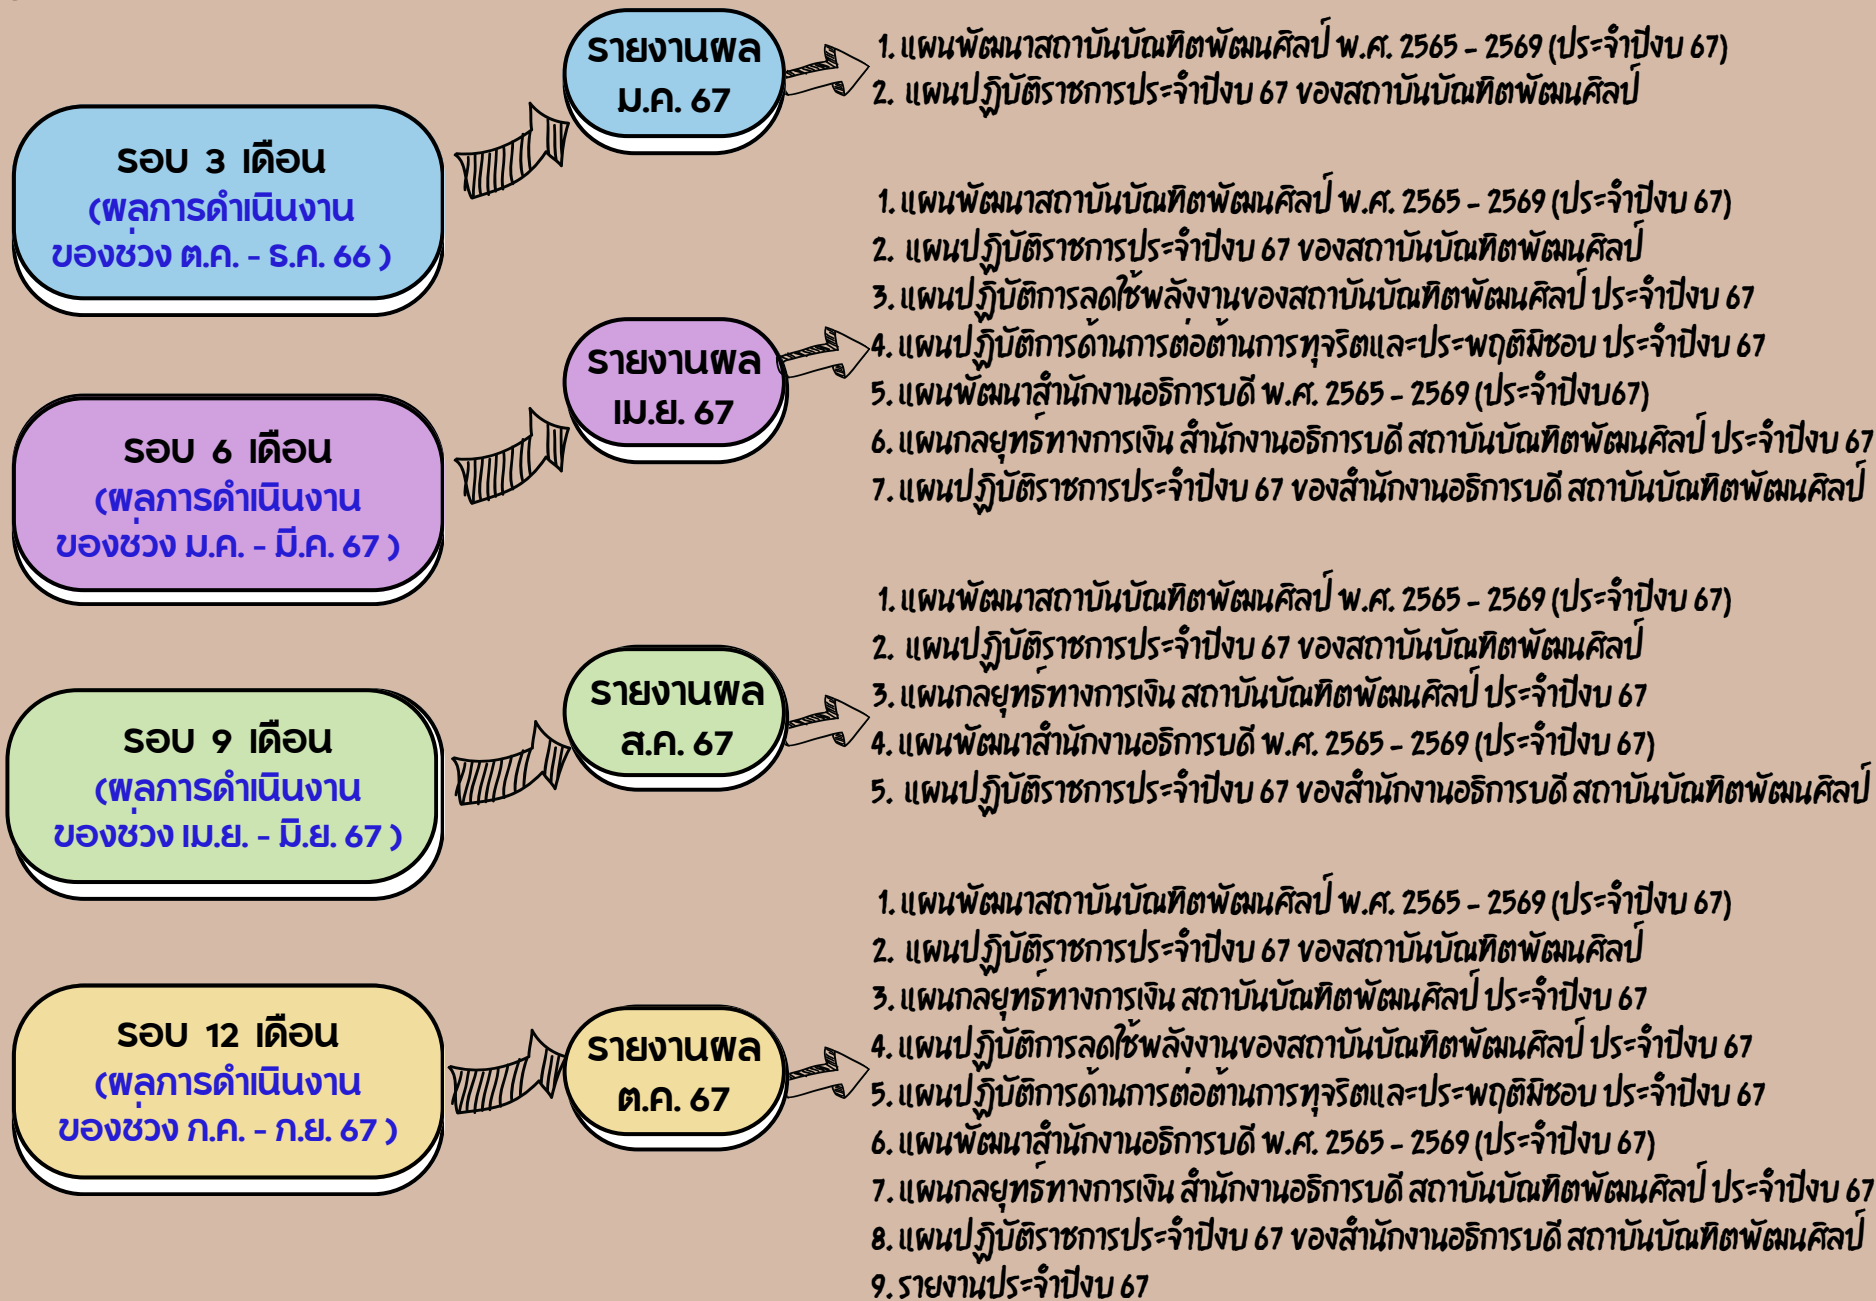 รอบ 3 เดือน
(ผลการดำเนินงาน
ของช่วง ต.ค. - ธ.ค. 66 )
รายงานผล
ม.ค. 67
1. แผนพัฒนาสถาบันบัณฑิตพัฒนศิลป์ พ.ศ. 2565 - 2569 (ประจำปีงบ 67)
2. แผนปฏิบัติราชการประจำปีงบ 67 ของสถาบันบัณฑิตพัฒนศิลป์
รอบ 6 เดือน
(ผลการดำเนินงาน
ของช่วง ม.ค. - มี.ค. 67 )
รายงานผล
เม.ย. 67
1. แผนพัฒนาสถาบันบัณฑิตพัฒนศิลป์ พ.ศ. 2565 - 2569 (ประจำปีงบ 67)
2. แผนปฏิบัติราชการประจำปีงบ 67 ของสถาบันบัณฑิตพัฒนศิลป์
3. แผนปฏิบัติการลดใช้พลังงานของสถาบันบัณฑิตพัฒนศิลป์ ประจำปีงบ 67
4. แผนปฏิบัติการด้านการต่อต้านการทุจริตและประพฤติมิชอบ ประจำปีงบ 67
5. แผนพัฒนาสำนักงานอธิการบดี พ.ศ. 2565 - 2569 (ประจำปีงบ67)
6. แผนกลยุทธ์ทางการเงิน สำนักงานอธิการบดี สถาบันบัณฑิตพัฒนศิลป์ ประจำปีงบ 67
7. แผนปฏิบัติราชการประจำปีงบ 67 ของสำนักงานอธิการบดี สถาบันบัณฑิตพัฒนศิลป์
รอบ 9 เดือน
(ผลการดำเนินงาน
ของช่วง เม.ย. - มิ.ย. 67 )
รายงานผล
ส.ค. 67
1. แผนพัฒนาสถาบันบัณฑิตพัฒนศิลป์ พ.ศ. 2565 - 2569 (ประจำปีงบ 67)
2. แผนปฏิบัติราชการประจำปีงบ 67 ของสถาบันบัณฑิตพัฒนศิลป์
3. แผนกลยุทธ์ทางการเงิน สถาบันบัณฑิตพัฒนศิลป์ ประจำปีงบ 67
4. แผนพัฒนาสำนักงานอธิการบดี พ.ศ. 2565 - 2569 (ประจำปีงบ 67)
5. แผนปฏิบัติราชการประจำปีงบ 67 ของสำนักงานอธิการบดี สถาบันบัณฑิตพัฒนศิลป์
รอบ 12 เดือน
(ผลการดำเนินงาน
ของช่วง ก.ค. - ก.ย. 67 )
รายงานผล
ต.ค. 67
1. แผนพัฒนาสถาบันบัณฑิตพัฒนศิลป์ พ.ศ. 2565 - 2569 (ประจำปีงบ 67)
2. แผนปฏิบัติราชการประจำปีงบ 67 ของสถาบันบัณฑิตพัฒนศิลป์
3. แผนกลยุทธ์ทางการเงิน สถาบันบัณฑิตพัฒนศิลป์ ประจำปีงบ 67
4. แผนปฏิบัติการลดใช้พลังงานของสถาบันบัณฑิตพัฒนศิลป์ ประจำปีงบ 67
5. แผนปฏิบัติการด้านการต่อต้านการทุจริตและประพฤติมิชอบ ประจำปีงบ 67
6. แผนพัฒนาสำนักงานอธิการบดี พ.ศ. 2565 - 2569 (ประจำปีงบ 67)
7. แผนกลยุทธ์ทางการเงิน สำนักงานอธิการบดี สถาบันบัณฑิตพัฒนศิลป์ ประจำปีงบ 67
8. แผนปฏิบัติราชการประจำปีงบ 67 ของสำนักงานอธิการบดี สถาบันบัณฑิตพัฒนศิลป์
9. รายงานประจำปีงบ 67